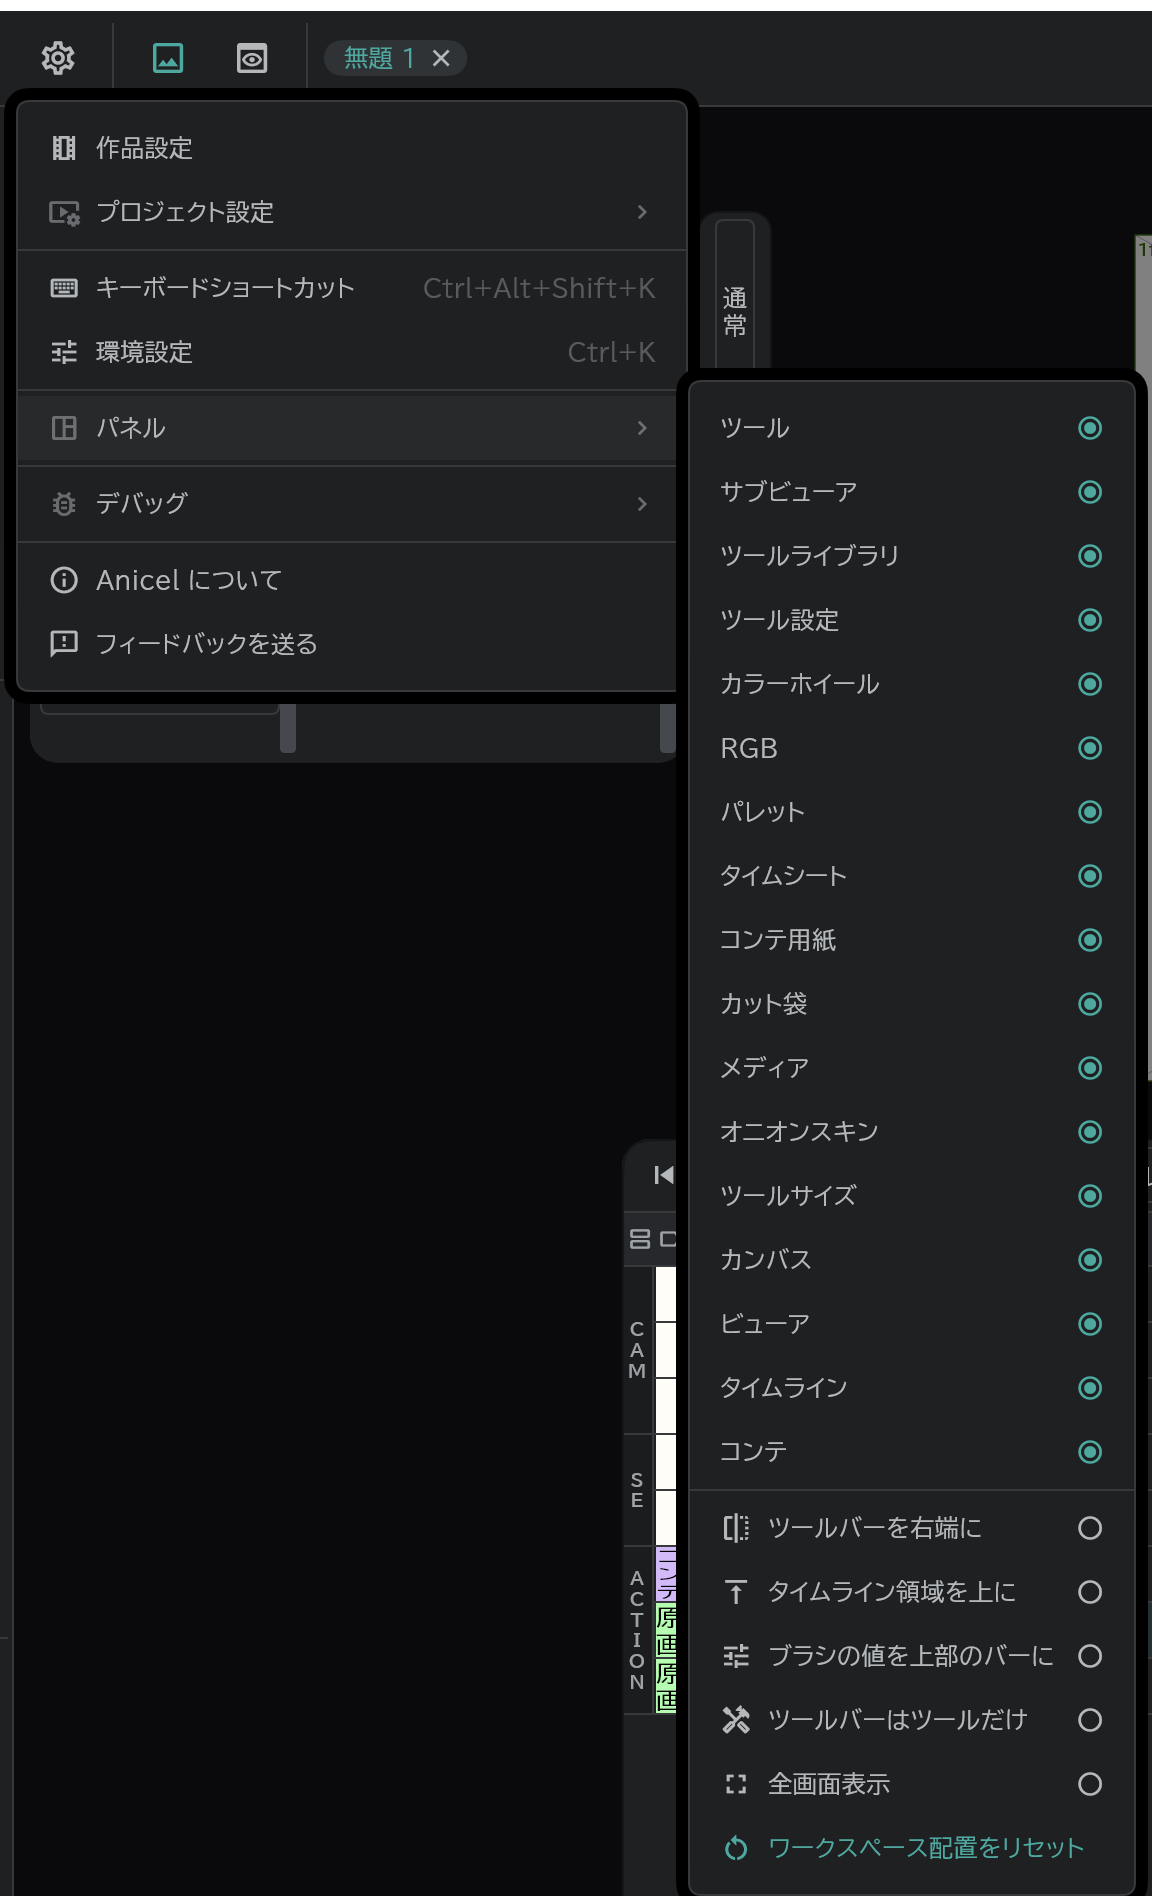 無題 1
作品設定
プロジェクト設定
キーボードショートカット Ctrl+Alt+Shift+K
環境設定 Ctrl+K
パネル
デバッグ
Anicel について
フィードバックを送る
通常
ツール
サブビューア
ツールライブラリ
ツール設定
カラーホイール
RGB
パレット
タイムシート
コンテ用紙
カット袋
メディア
オニオンスキン
ツールサイズ
カンバス
ビューア
タイムライン
コンテ
ツールバーを右端に
タイムライン領域を上に
ブラシの値を上部のバーに
ツールバーはツールだけ
全画面表示
ワークスペース配置をリセット
CAM
SE
ACTION
コンテ
原画
原画